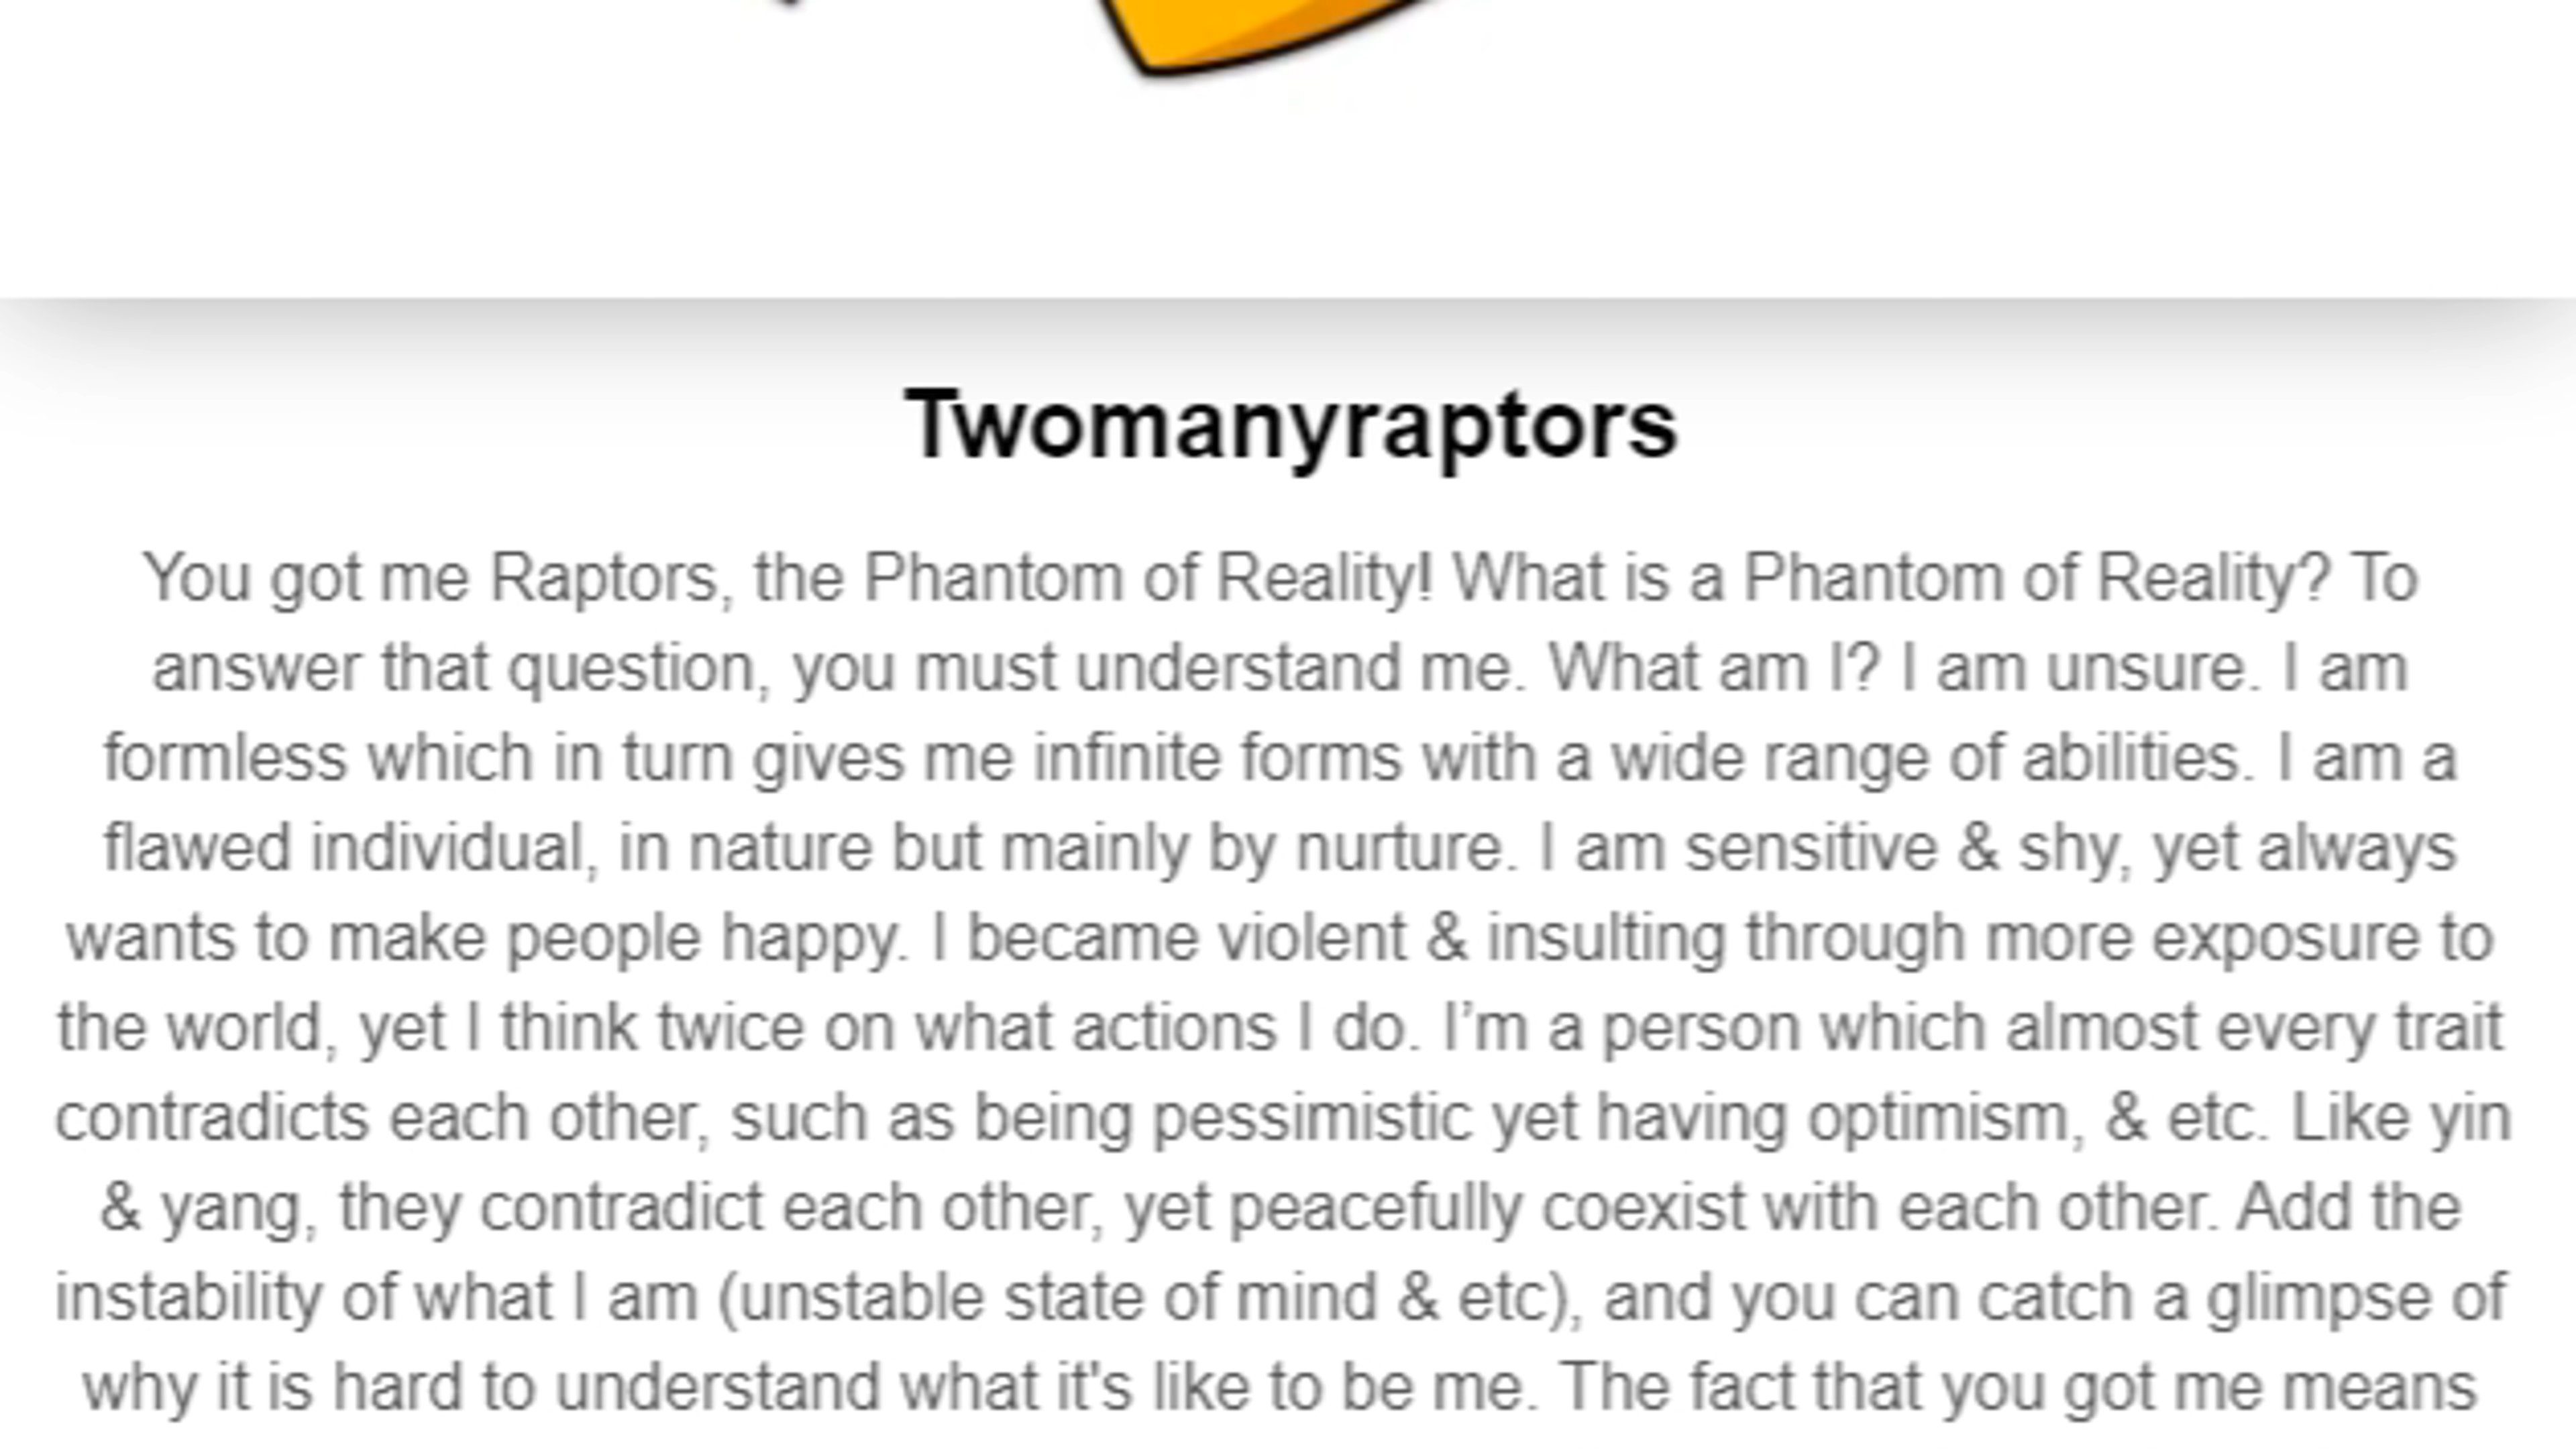 Twomanyraptors
You got me Raptors, the Phantom of Reality! What is a Phantom of Reality? To
answer that question, you must understand me. What am I? I am unsure. I am
formless which in turn gives me infinite forms with a wide range of abilities. I am a
flawed individual, in nature but mainly by nurture. I am sensitive & shy, yet always
wants to make people happy. I became violent & insulting through more exposure to
the world, yet I think twice on what actions I do. I’m a person which almost every trait
contradicts each other, such as being pessimistic yet having optimism, & etc. Like yin
& yang, they contradict each other, yet peacefully coexist with each other. Add the
instability of what I am (unstable state of mind & etc), and you can catch a glimpse of
why it is hard to understand what it's like to be me. The fact that you got me means